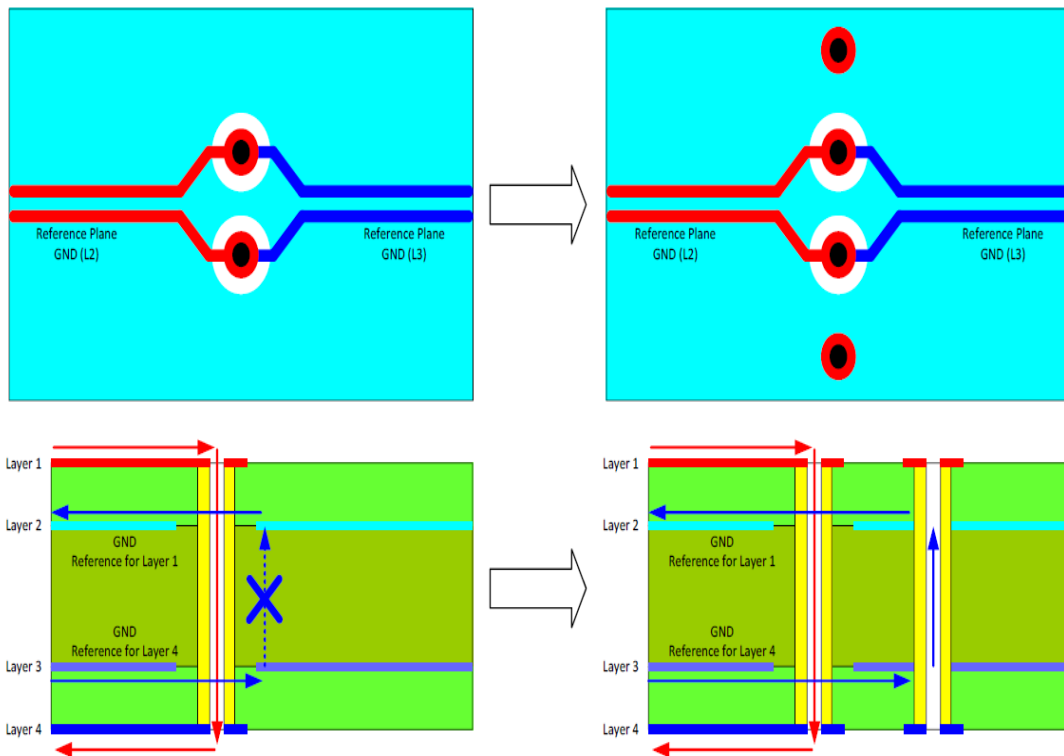 Reference Plane
GND (L2)
Reference Plane
GND (L3)
Reference Plane
GND (L2)
Reference Plane
GND (L3)
Layer 1
Layer 2
GND
Reference for Layer 1
GND
Reference for Layer 4
Layer 3
Layer 4
Layer 1
Layer 2
GND
Reference for Layer 1
GND
Reference for Layer 4
Layer 3
Layer 4